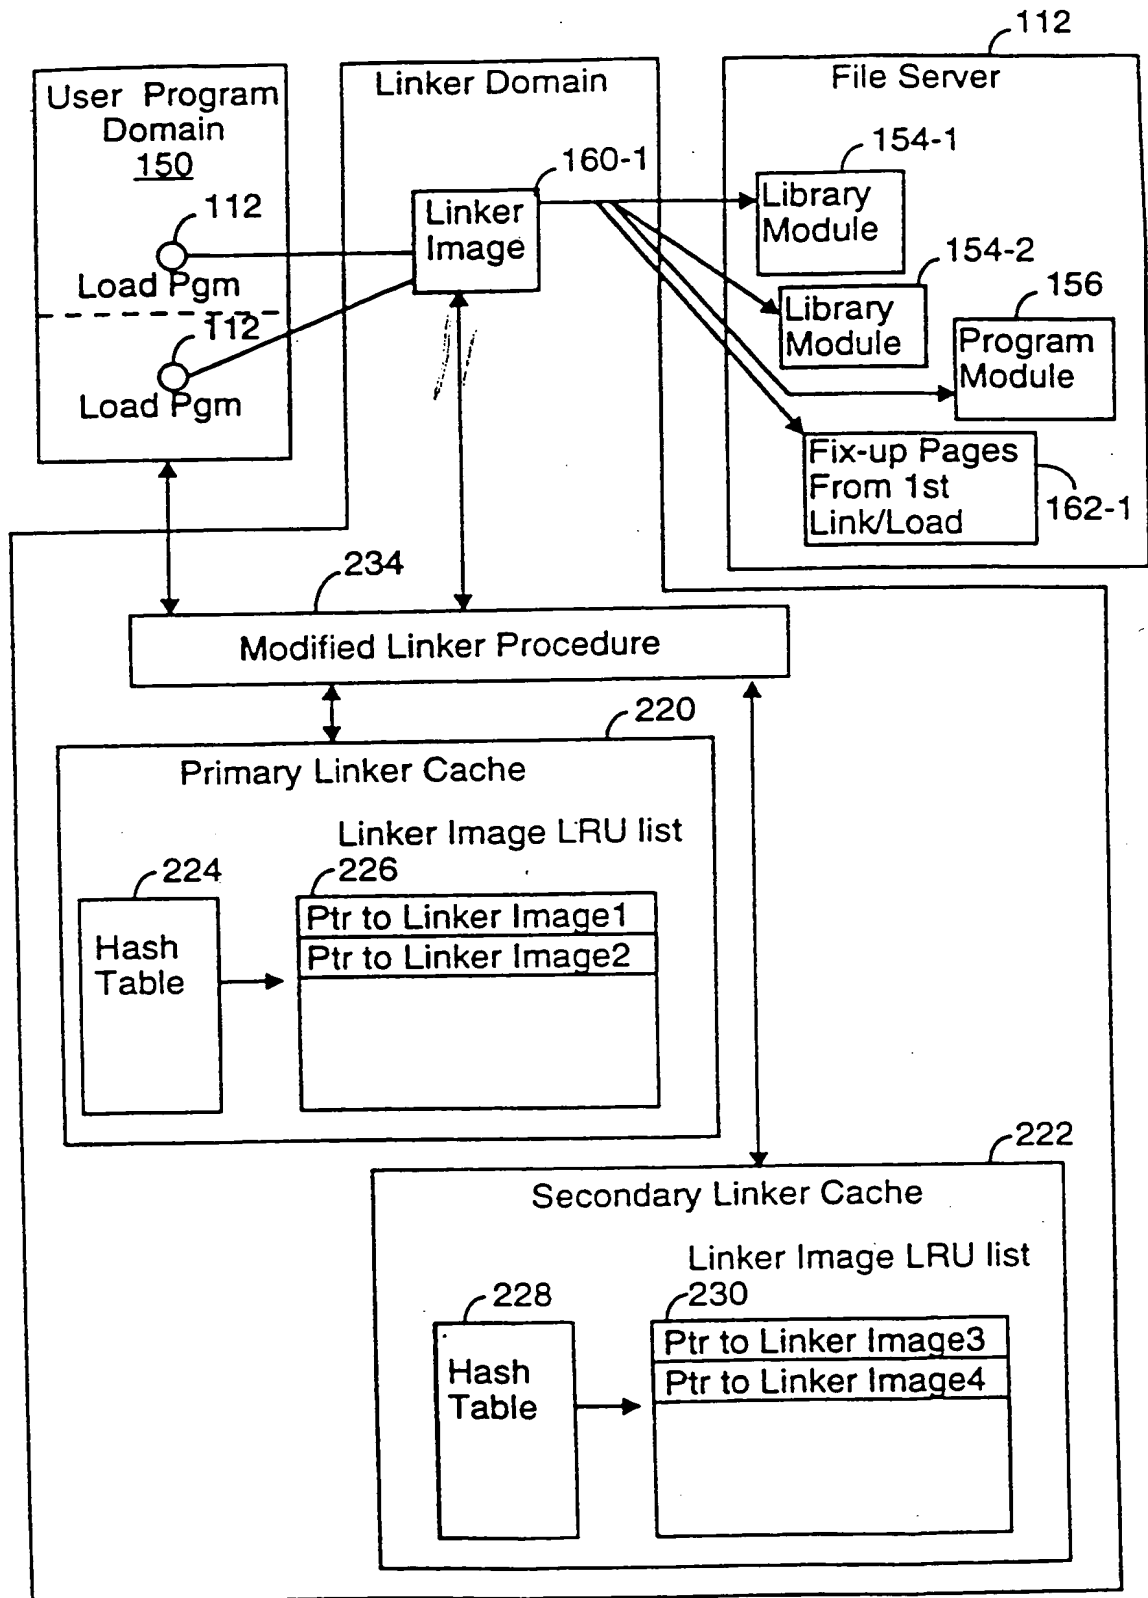 112
User Program
Domain
150
112
Load Pgm
112
Load Pgm
Linker Domain
160-1
Linker
Image
File Server
154-1
Library
Module
154-2
Library
Module
156
Program
Module
Fix-up Pages
From 1st
Link/Load
162-1
234
Modified Linker Procedure
220
Primary Linker Cache
Linker Image LRU list
224
Hash
Table
226
Ptr to Linker Image1
Ptr to Linker Image2
222
Secondary Linker Cache
Linker Image LRU list
228
Hash
Table
230
Ptr to Linker Image3
Ptr to Linker Image4